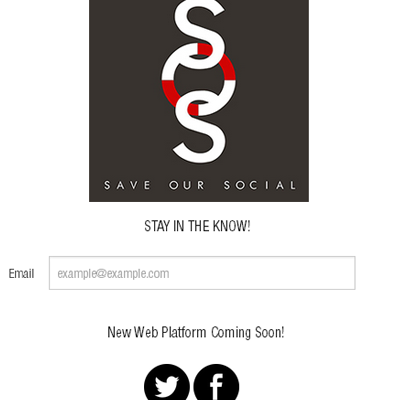 SOS
SAVE OUR SOCIAL
STAY IN THE KNOW!
Email example@example.com
New Web Platform Coming Soon!